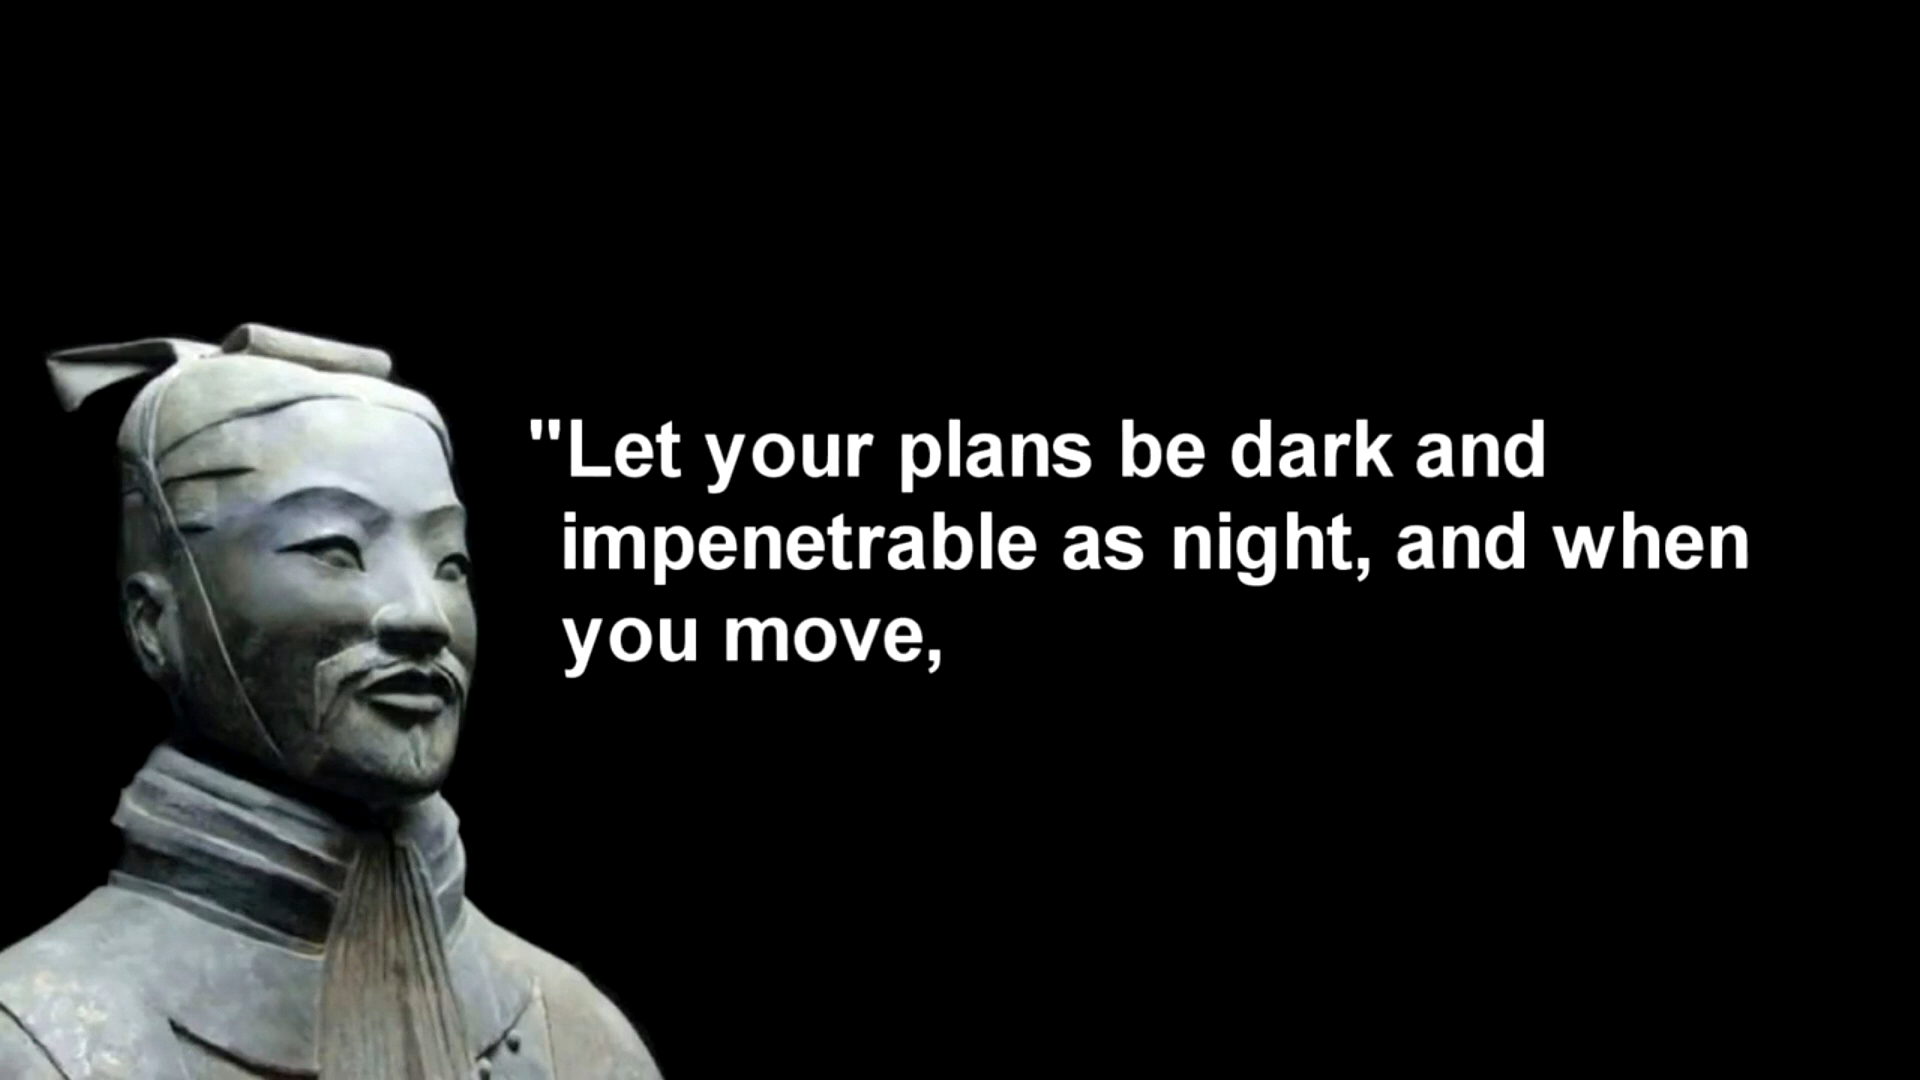 "Let your plans be dark and
impenetrable as night, and when
you move,